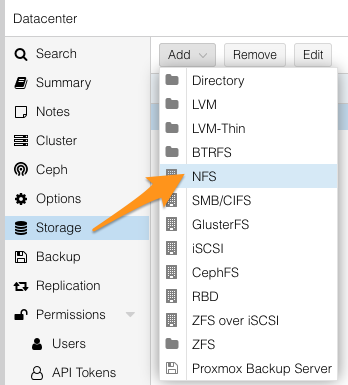 Datacenter
Search
Summary
Notes
Cluster
Ceph
Options
Storage
Backup
Replication
Permissions
Users
API Tokens
Add
Remove
Edit
Directory
LVM
LVM-Thin
BTRFS
NFS
SMB/CIFS
GlusterFS
iSCSI
CephFS
RBD
ZFS over iSCSI
ZFS
Proxmox Backup Server